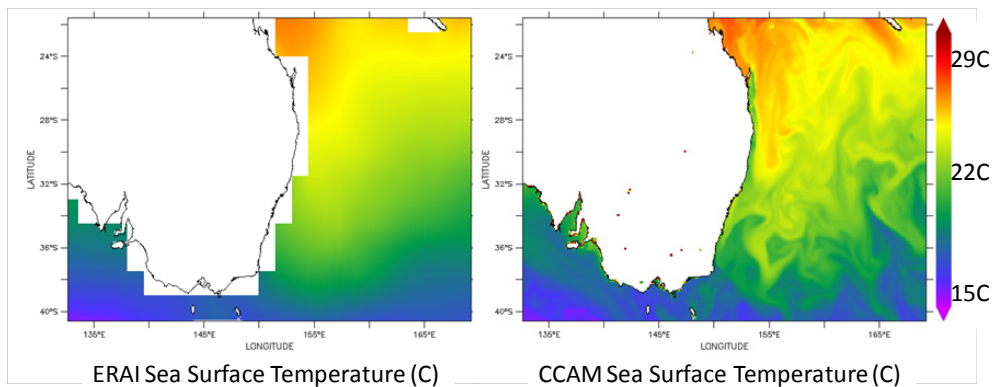 24°S
28°S
32°S
36°S
40°S
LATITUDE
135°E
145°E
155°E
165°E
LONGITUDE
ERAI Sea Surface Temperature (C)
24°S
28°S
32°S
36°S
40°S
LATITUDE
135°E
145°E
155°E
165°E
LONGITUDE
CCAM Sea Surface Temperature (C)
29C
22C
15C